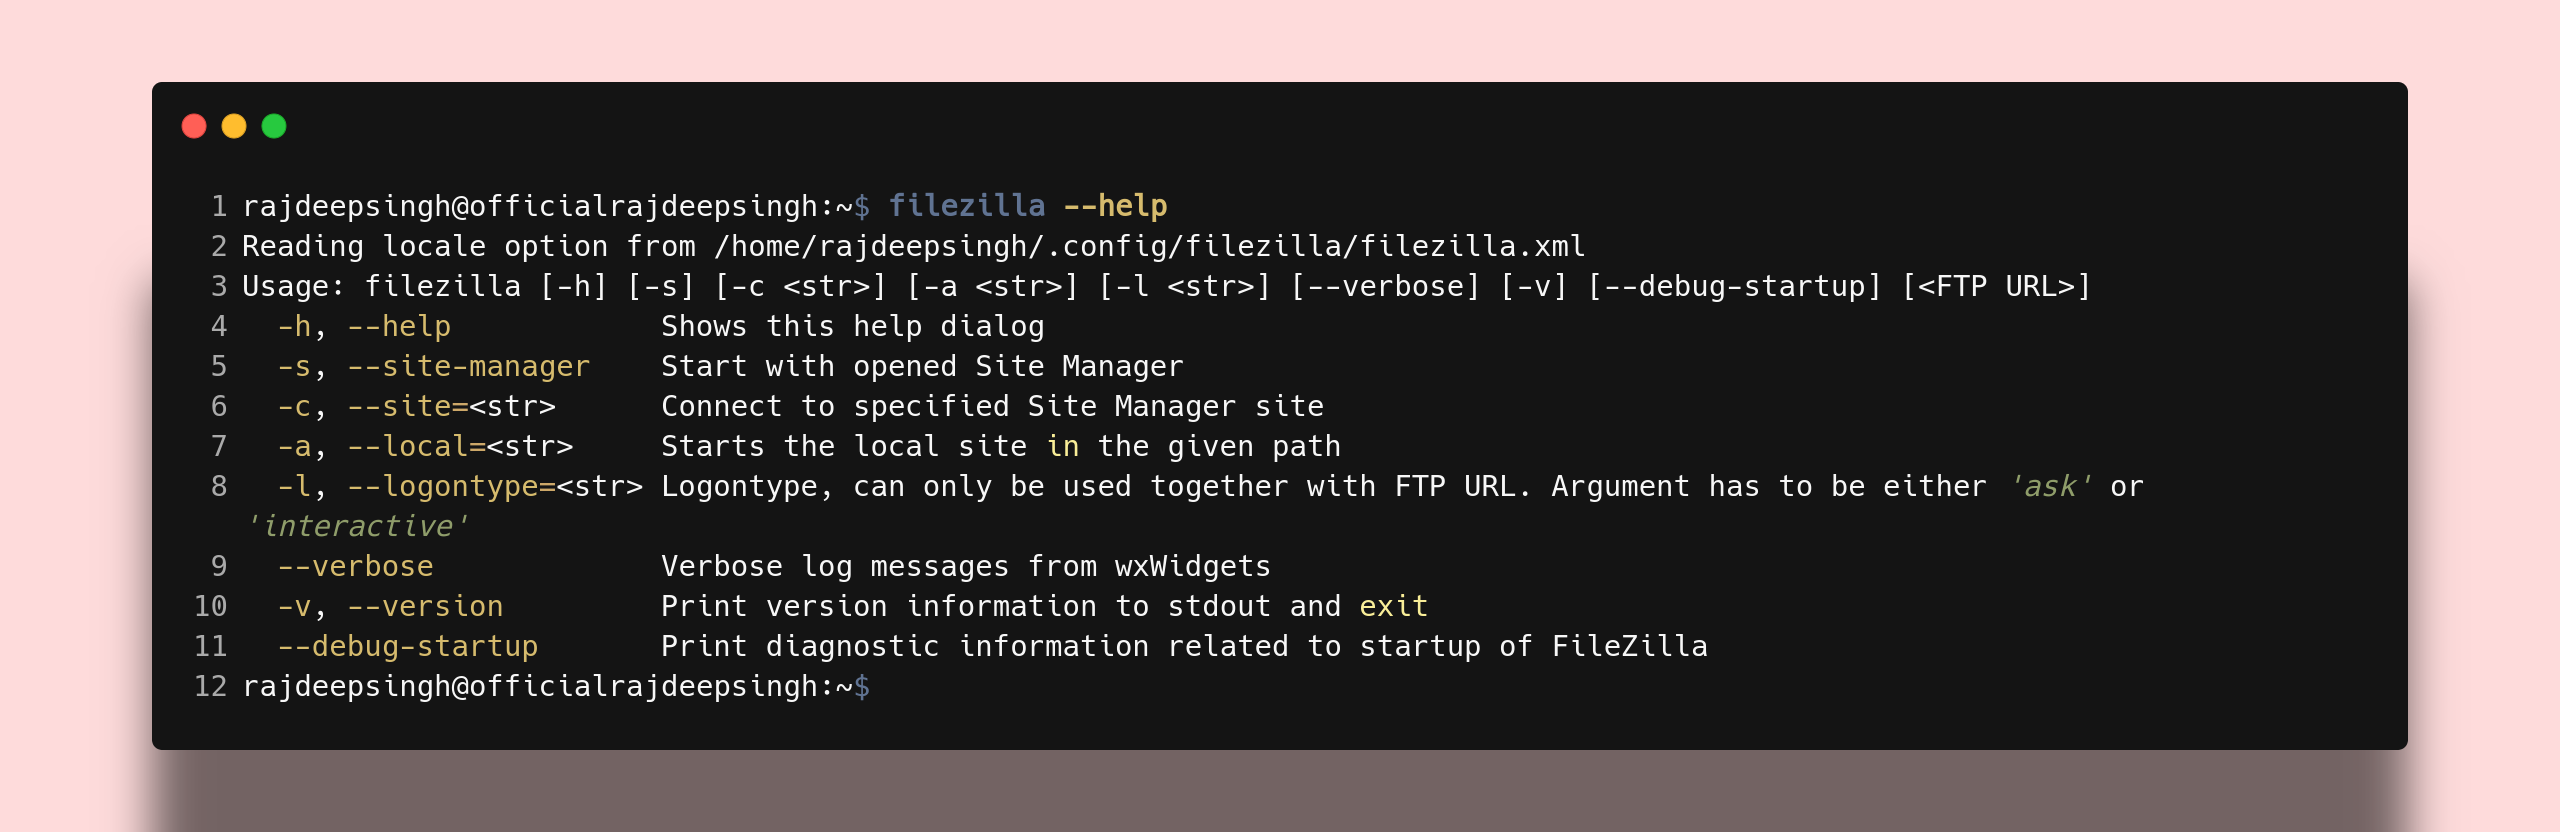 1 rajdeepsingh@officialrajdeepsingh:~$ filezilla --help
2 Reading locale option from /home/rajdeepsingh/.config/filezilla/filezilla.xml
3 Usage: filezilla [-h] [-s] [-c <str>] [-a <str>] [-l <str>] [--verbose] [-v] [--debug-startup] [<FTP URL>]
4   -h, --help            Shows this help dialog
5   -s, --site-manager    Start with opened Site Manager
6   -c, --site=<str>      Connect to specified Site Manager site
7   -a, --local=<str>     Starts the local site in the given path
8   -l, --logontype=<str> Logontype, can only be used together with FTP URL. Argument has to be either 'ask' or
'interactive'
9   --verbose             Verbose log messages from wxWidgets
10   -v, --version         Print version information to stdout and exit
11   --debug-startup       Print diagnostic information related to startup of FileZilla
12 rajdeepsingh@officialrajdeepsingh:~$